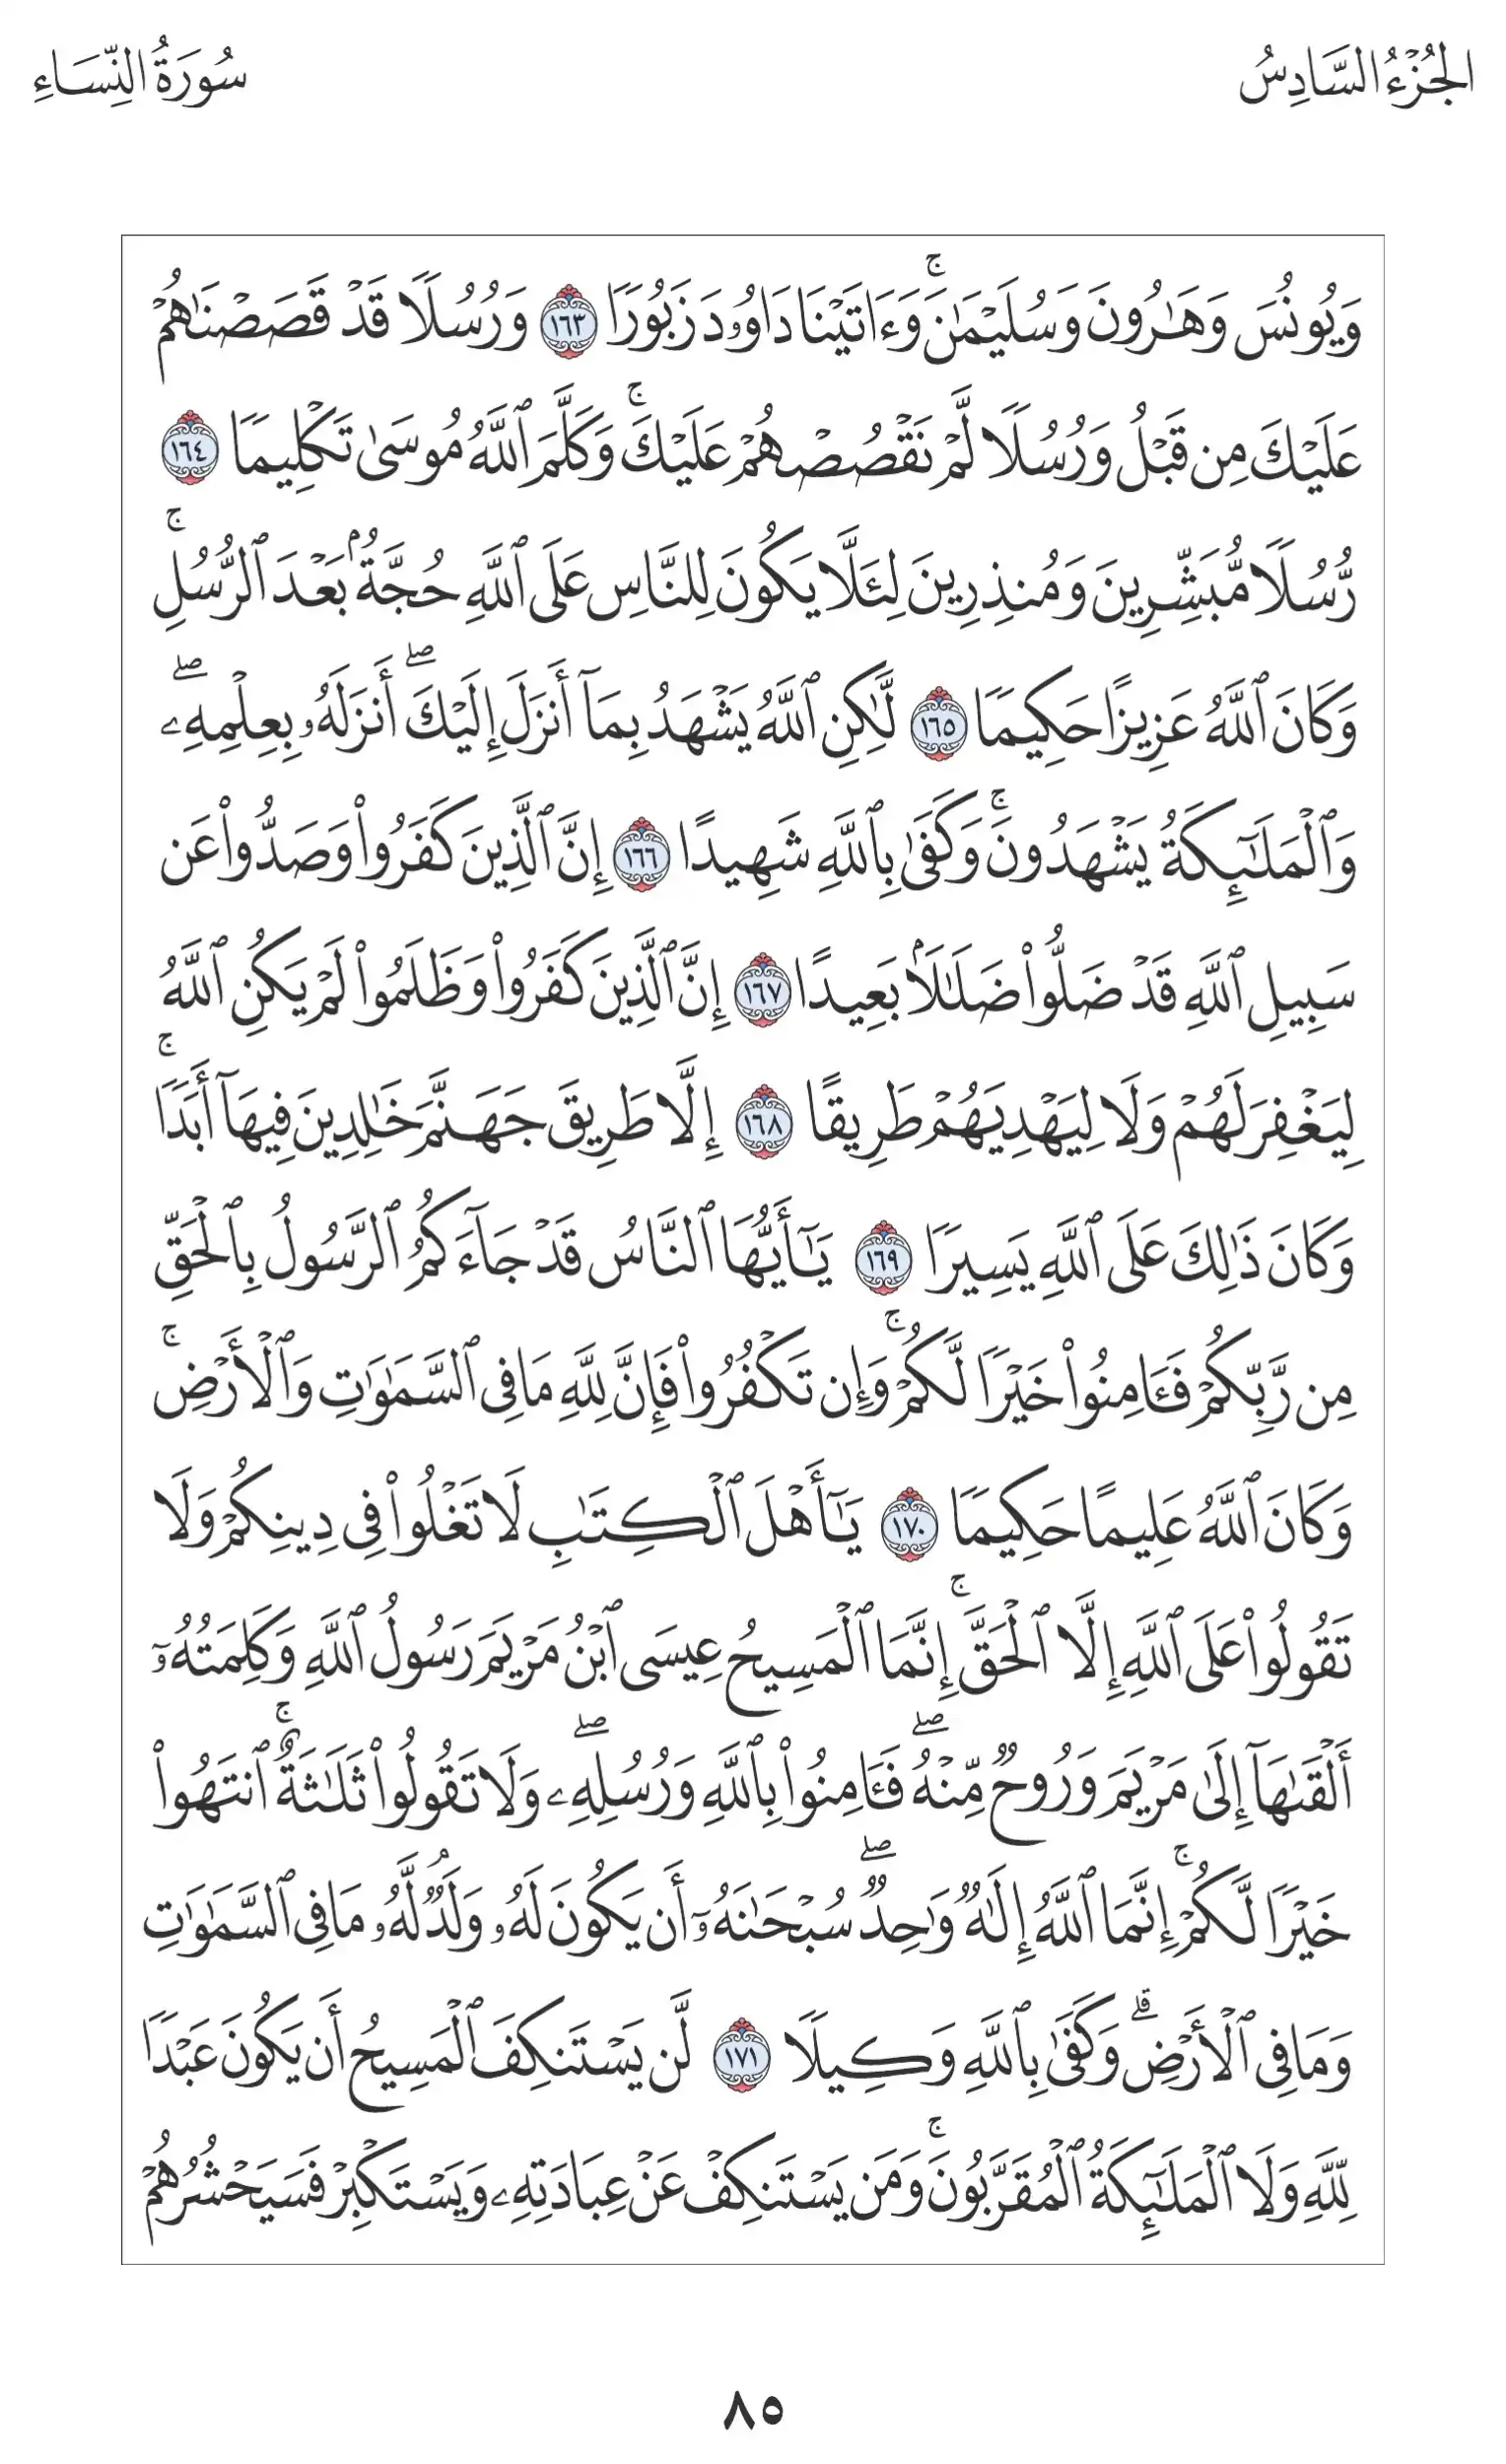 الجُزْءُ السَّادِسُ
سُورَةُ النِّسَاءِ
وَيُونُسَ وَهَٰرُونَ وَسُلَيۡمَٰنَۚ وَءَاتَيۡنَا دَاوُۥدَ زَبُورٗا ١٦٣ وَرُسُلٗا قَدۡ قَصَصۡنَٰهُمۡ
عَلَيۡكَ مِن قَبۡلُ وَرُسُلٗا لَّمۡ نَقۡصُصۡهُمۡ عَلَيۡكَۚ وَكَلَّمَ ٱللَّهُ مُوسَىٰ تَكۡلِيمٗا ١٦٤
رُّسُلٗا مُّبَشِّرِينَ وَمُنذِرِينَ لِئَلَّا يَكُونَ لِلنَّاسِ عَلَى ٱللَّهِ حُجَّةُۢ بَعۡدَ ٱلرُّسُلِۚ
وَكَانَ ٱللَّهُ عَزِيزًا حَكِيمٗا ١٦٥ لَّٰكِنِ ٱللَّهُ يَشۡهَدُ بِمَآ أَنزَلَ إِلَيۡكَۖ أَنزَلَهُۥ بِعِلۡمِهِۦۖ
وَٱلۡمَلَٰٓئِكَةُ يَشۡهَدُونَۚ وَكَفَىٰ بِٱللَّهِ شَهِيدًا ١٦٦ إِنَّ ٱلَّذِينَ كَفَرُواْ وَصَدُّواْ عَن
سَبِيلِ ٱللَّهِ قَدۡ ضَلُّواْ ضَلَٰلَۢا بَعِيدًا ١٦٧ إِنَّ ٱلَّذِينَ كَفَرُواْ وَظَلَمُواْ لَمۡ يَكُنِ ٱللَّهُ
لِيَغۡفِرَ لَهُمۡ وَلَا لِيَهۡدِيَهُمۡ طَرِيقًا ١٦٨ إِلَّا طَرِيقَ جَهَنَّمَ خَٰلِدِينَ فِيهَآ أَبَدٗاۚ
وَكَانَ ذَٰلِكَ عَلَى ٱللَّهِ يَسِيرٗا ١٦٩ يَٰٓأَيُّهَا ٱلنَّاسُ قَدۡ جَآءَكُمُ ٱلرَّسُولُ بِٱلۡحَقِّ
مِن رَّبِّكُمۡ فَـَٔامِنُواْ خَيۡرٗا لَّكُمۡۚ وَإِن تَكۡفُرُواْ فَإِنَّ لِلَّهِ مَا فِي ٱلسَّمَٰوَٰتِ وَٱلۡأَرۡضِۚ
وَكَانَ ٱللَّهُ عَلِيمًا حَكِيمٗا ١٧٠ يَٰٓأَهۡلَ ٱلۡكِتَٰبِ لَا تَغۡلُواْ فِي دِينِكُمۡ وَلَا
تَقُولُواْ عَلَى ٱللَّهِ إِلَّا ٱلۡحَقَّۚ إِنَّمَا ٱلۡمَسِيحُ عِيسَى ٱبۡنُ مَرۡيَمَ رَسُولُ ٱللَّهِ وَكَلِمَتُهُۥٓ
أَلۡقَىٰهَآ إِلَىٰ مَرۡيَمَ وَرُوحٞ مِّنۡهُۖ فَـَٔامِنُواْ بِٱللَّهِ وَرُسُلِهِۦۖ وَلَا تَقُولُواْ ثَلَٰثَةٌۚ ٱنتَهُواْ
خَيۡرٗا لَّكُمۡۚ إِنَّمَا ٱللَّهُ إِلَٰهٞ وَٰحِدٞۖ سُبۡحَٰنَهُۥٓ أَن يَكُونَ لَهُۥ وَلَدٞۘ لَّهُۥ مَا فِي ٱلسَّمَٰوَٰتِ
وَمَا فِي ٱلۡأَرۡضِۗ وَكَفَىٰ بِٱللَّهِ وَكِيلٗا ١٧١ لَّن يَسۡتَنكِفَ ٱلۡمَسِيحُ أَن يَكُونَ عَبۡدٗا
لِّلَّهِ وَلَا ٱلۡمَلَٰٓئِكَةُ ٱلۡمُقَرَّبُونَۚ وَمَن يَسۡتَنكِفۡ عَنۡ عِبَادَتِهِۦ وَيَسۡتَكۡبِرۡ فَسَيَحۡشُرُهُمۡ
٨٥